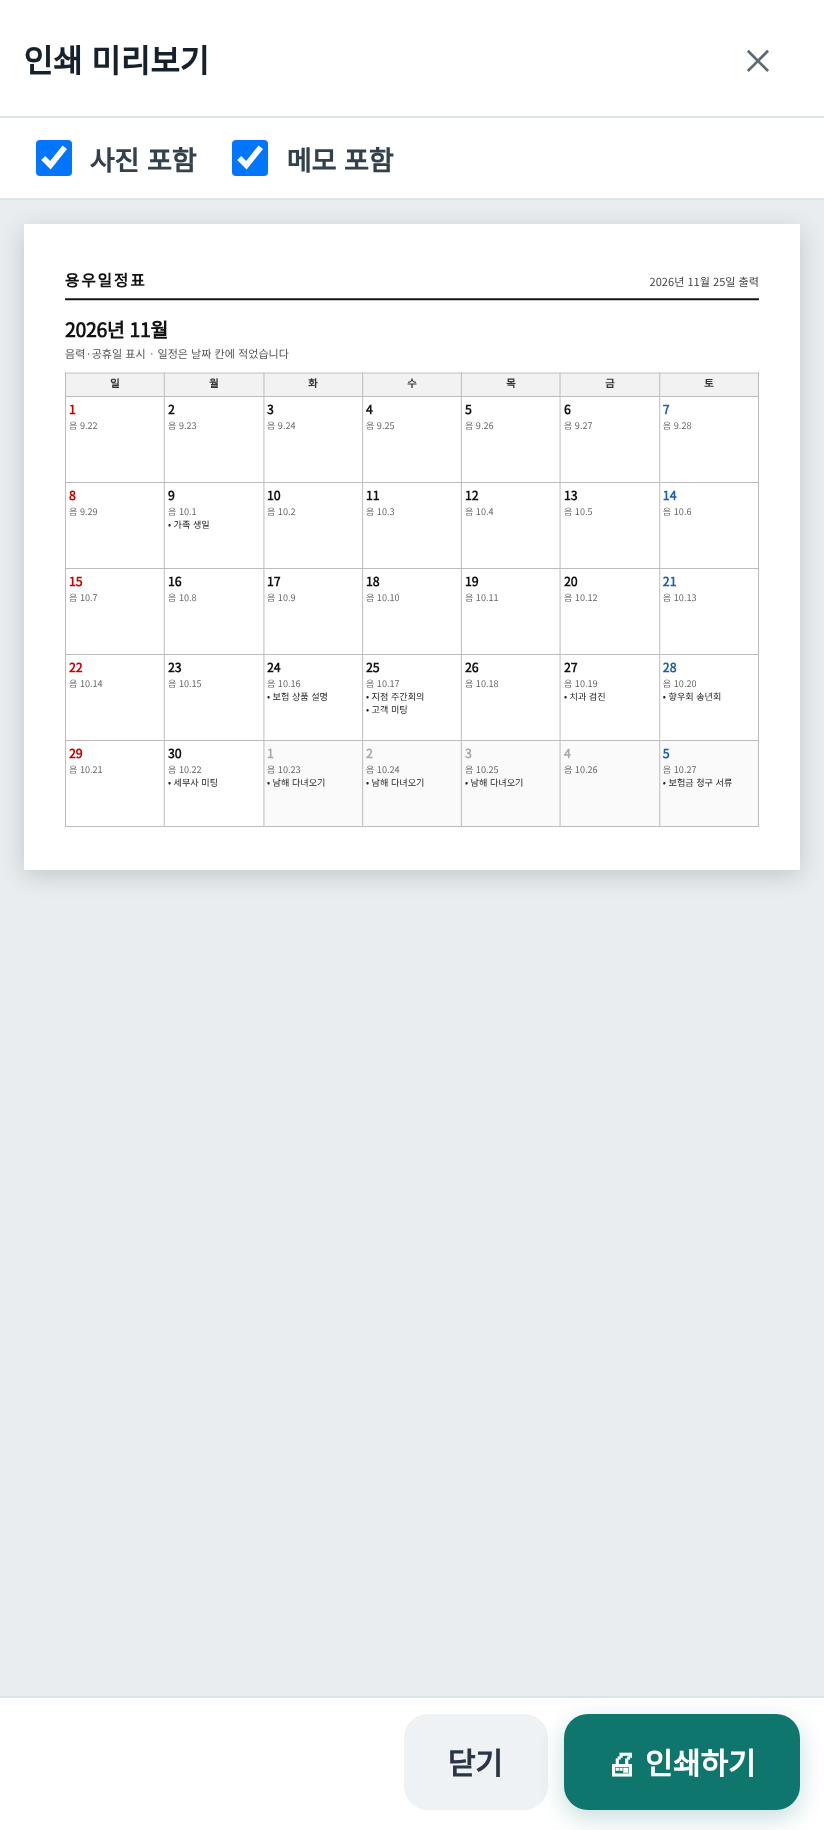 인쇄 미리보기
사진 포함 메모 포함
용우일정표 2026년 11월 25일 출력
2026년 11월
음력·공휴일 표시 · 일정은 날짜 칸에 적었습니다
일 월 화 수 목 금 토
1 2 3 4 5 6 7
음 9.22 음 9.23 음 9.24 음 9.25 음 9.26 음 9.27 음 9.28
8 9 10 11 12 13 14
음 9.29 음 10.1 음 10.2 음 10.3 음 10.4 음 10.5 음 10.6
• 가족 생일
15 16 17 18 19 20 21
음 10.7 음 10.8 음 10.9 음 10.10 음 10.11 음 10.12 음 10.13
22 23 24 25 26 27 28
음 10.14 음 10.15 음 10.16 음 10.17 음 10.18 음 10.19 음 10.20
• 보험 상품 설명 • 지점 주간회의 • 치과 검진 • 향우회 송년회
• 고객 미팅
29 30 1 2 3 4 5
음 10.21 음 10.22 음 10.23 음 10.24 음 10.25 음 10.26 음 10.27
• 세무사 미팅 • 남해 다녀오기 • 남해 다녀오기 • 남해 다녀오기 • 보험금 청구 서류
닫기 인쇄하기